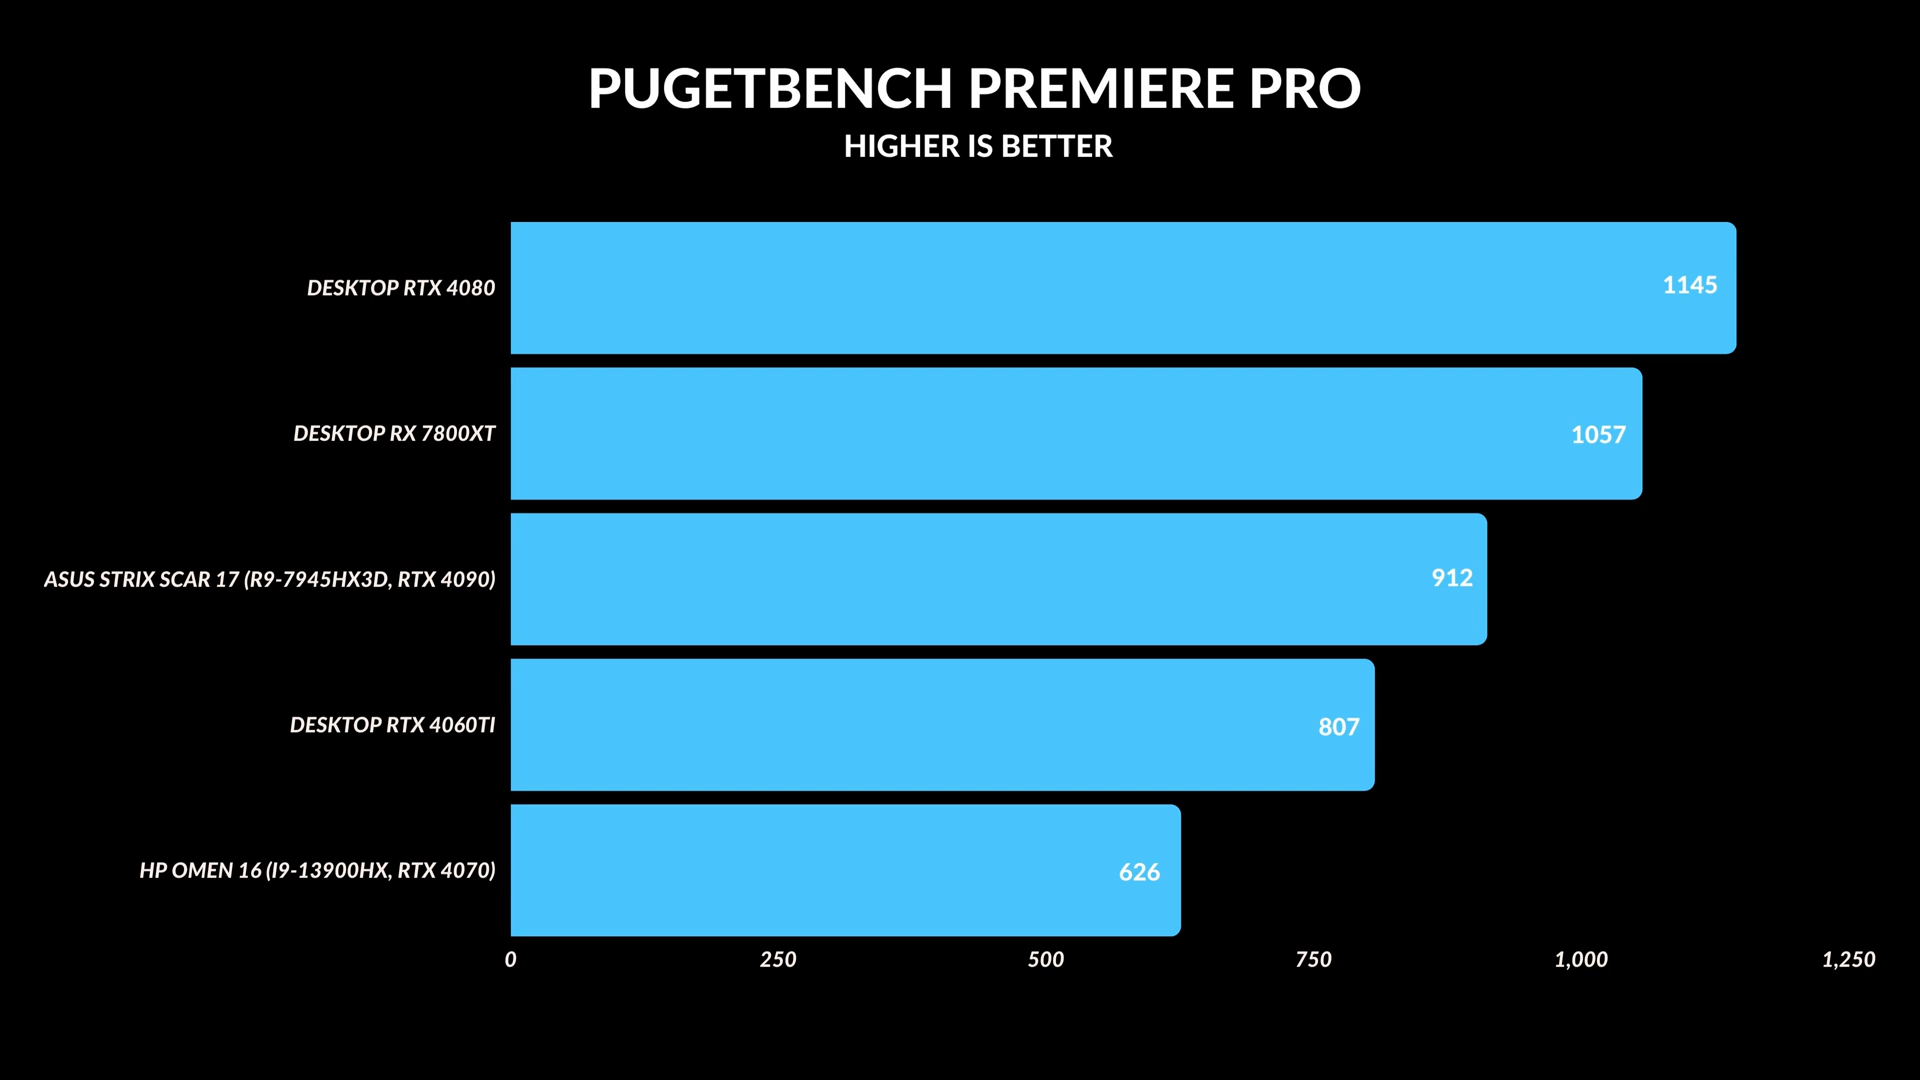 PUGETBENCH PREMIERE PRO
HIGHER IS BETTER
DESKTOP RTX 4080
1145
DESKTOP RX 7800XT
1057
ASUS STRIX SCAR 17 (R9-7945HX3D, RTX 4090)
912
DESKTOP RTX 4060TI
807
HP OMEN 16 (I9-13900HX, RTX 4070)
626
0 250 500 750 1,000 1,250